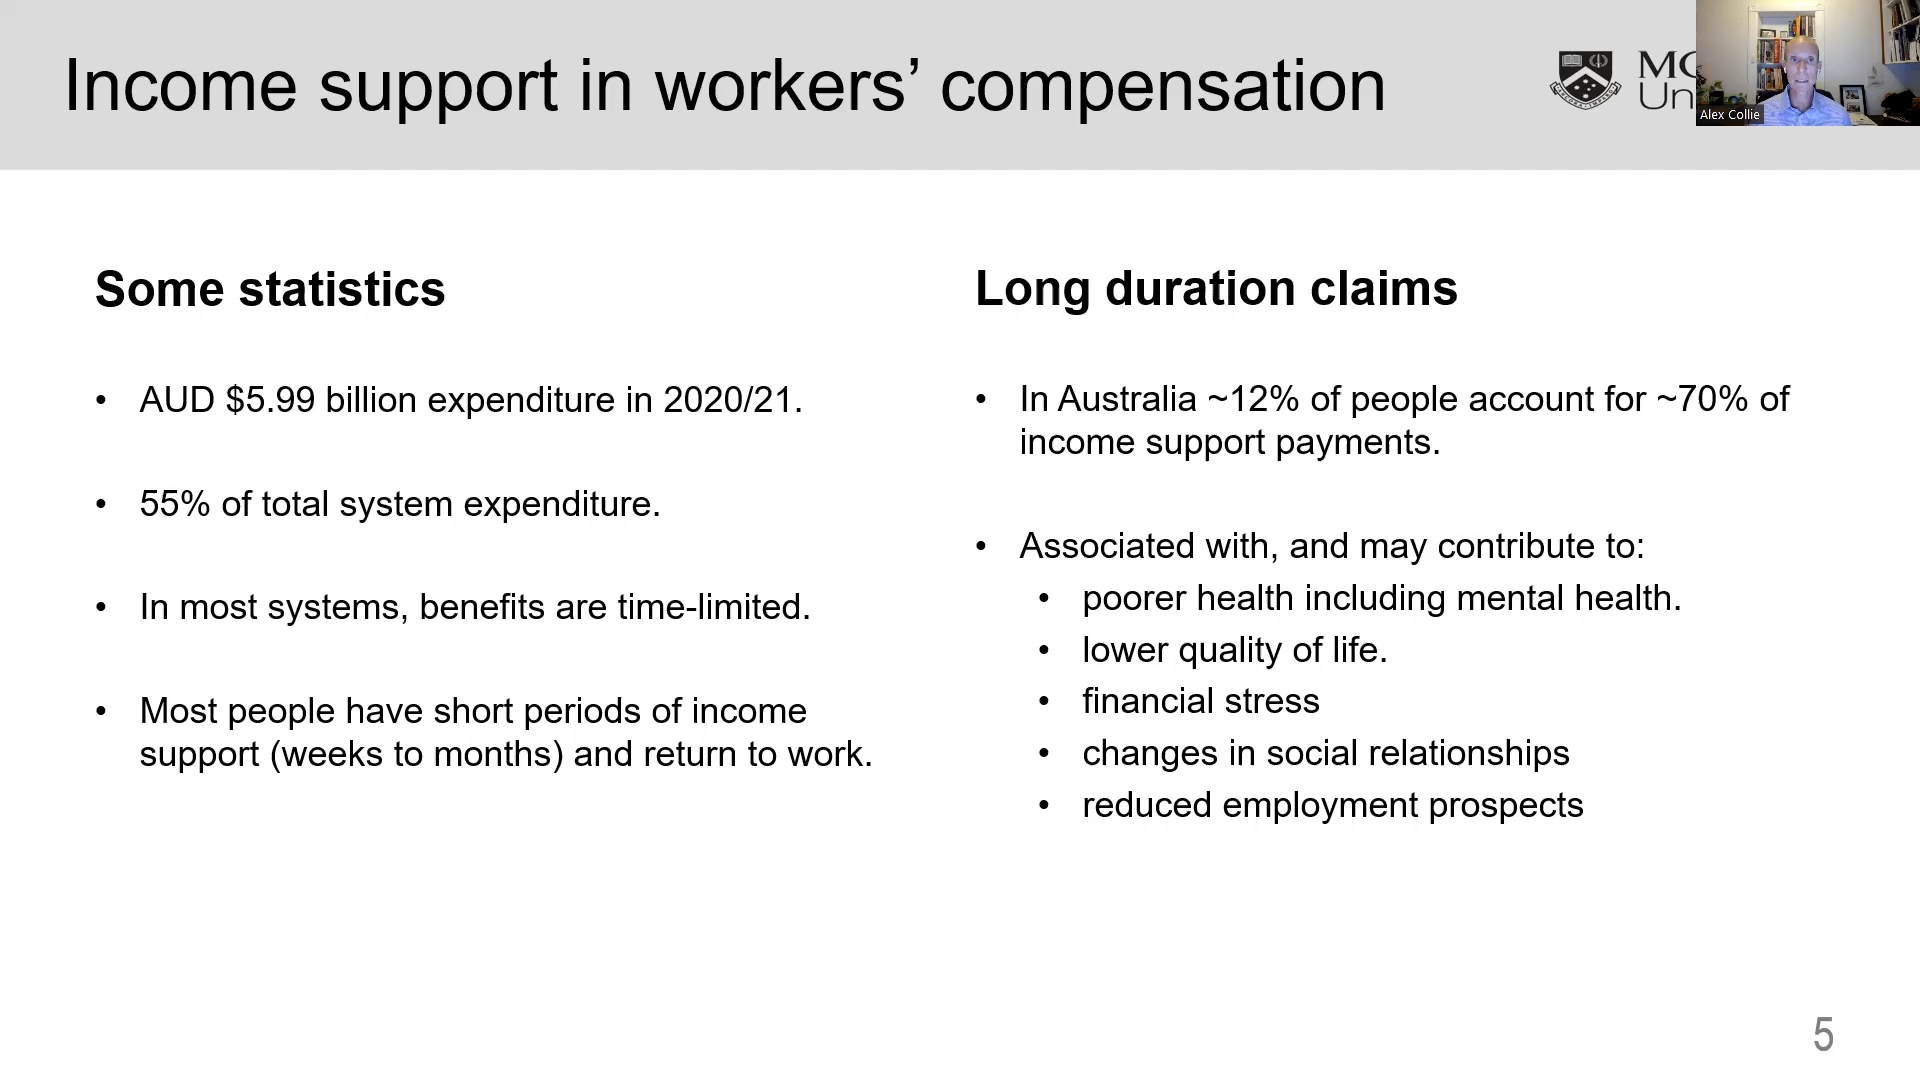 Income support in workers’ compensation
Alex Collie
Some statistics
• AUD $5.99 billion expenditure in 2020/21.
• 55% of total system expenditure.
• In most systems, benefits are time-limited.
• Most people have short periods of income
support (weeks to months) and return to work.
Long duration claims
• In Australia ~12% of people account for ~70% of
income support payments.
• Associated with, and may contribute to:
• poorer health including mental health.
• lower quality of life.
• financial stress
• changes in social relationships
• reduced employment prospects
5